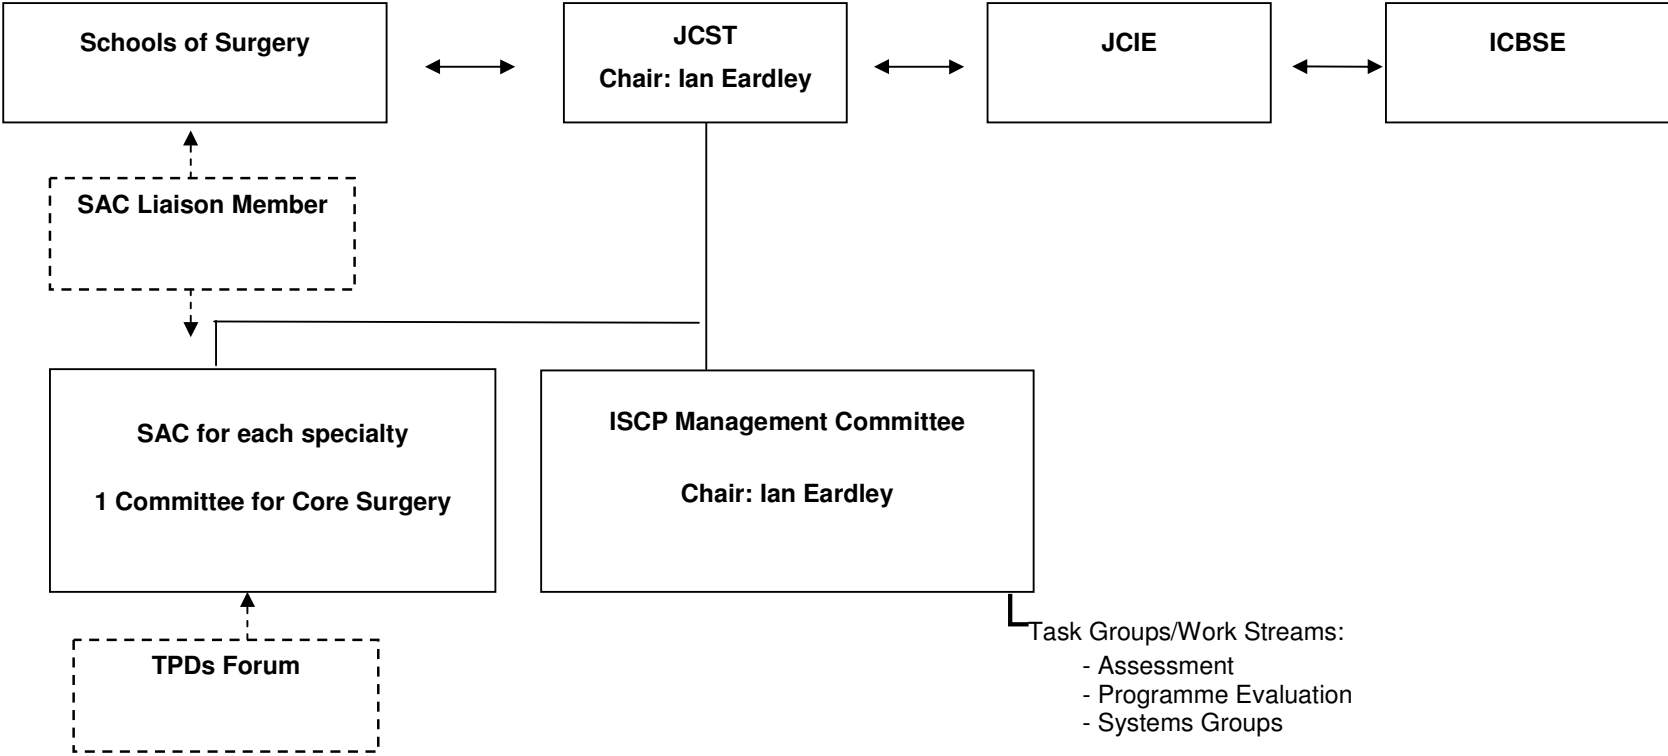 Schools of Surgery
JCST
Chair: Ian Eardley
JCIE
ICBSE
SAC Liaison Member
SAC for each specialty
1 Committee for Core Surgery
ISCP Management Committee
Chair: Ian Eardley
Task Groups/Work Streams:
- Assessment
- Programme Evaluation
- Systems Groups
TPDs Forum